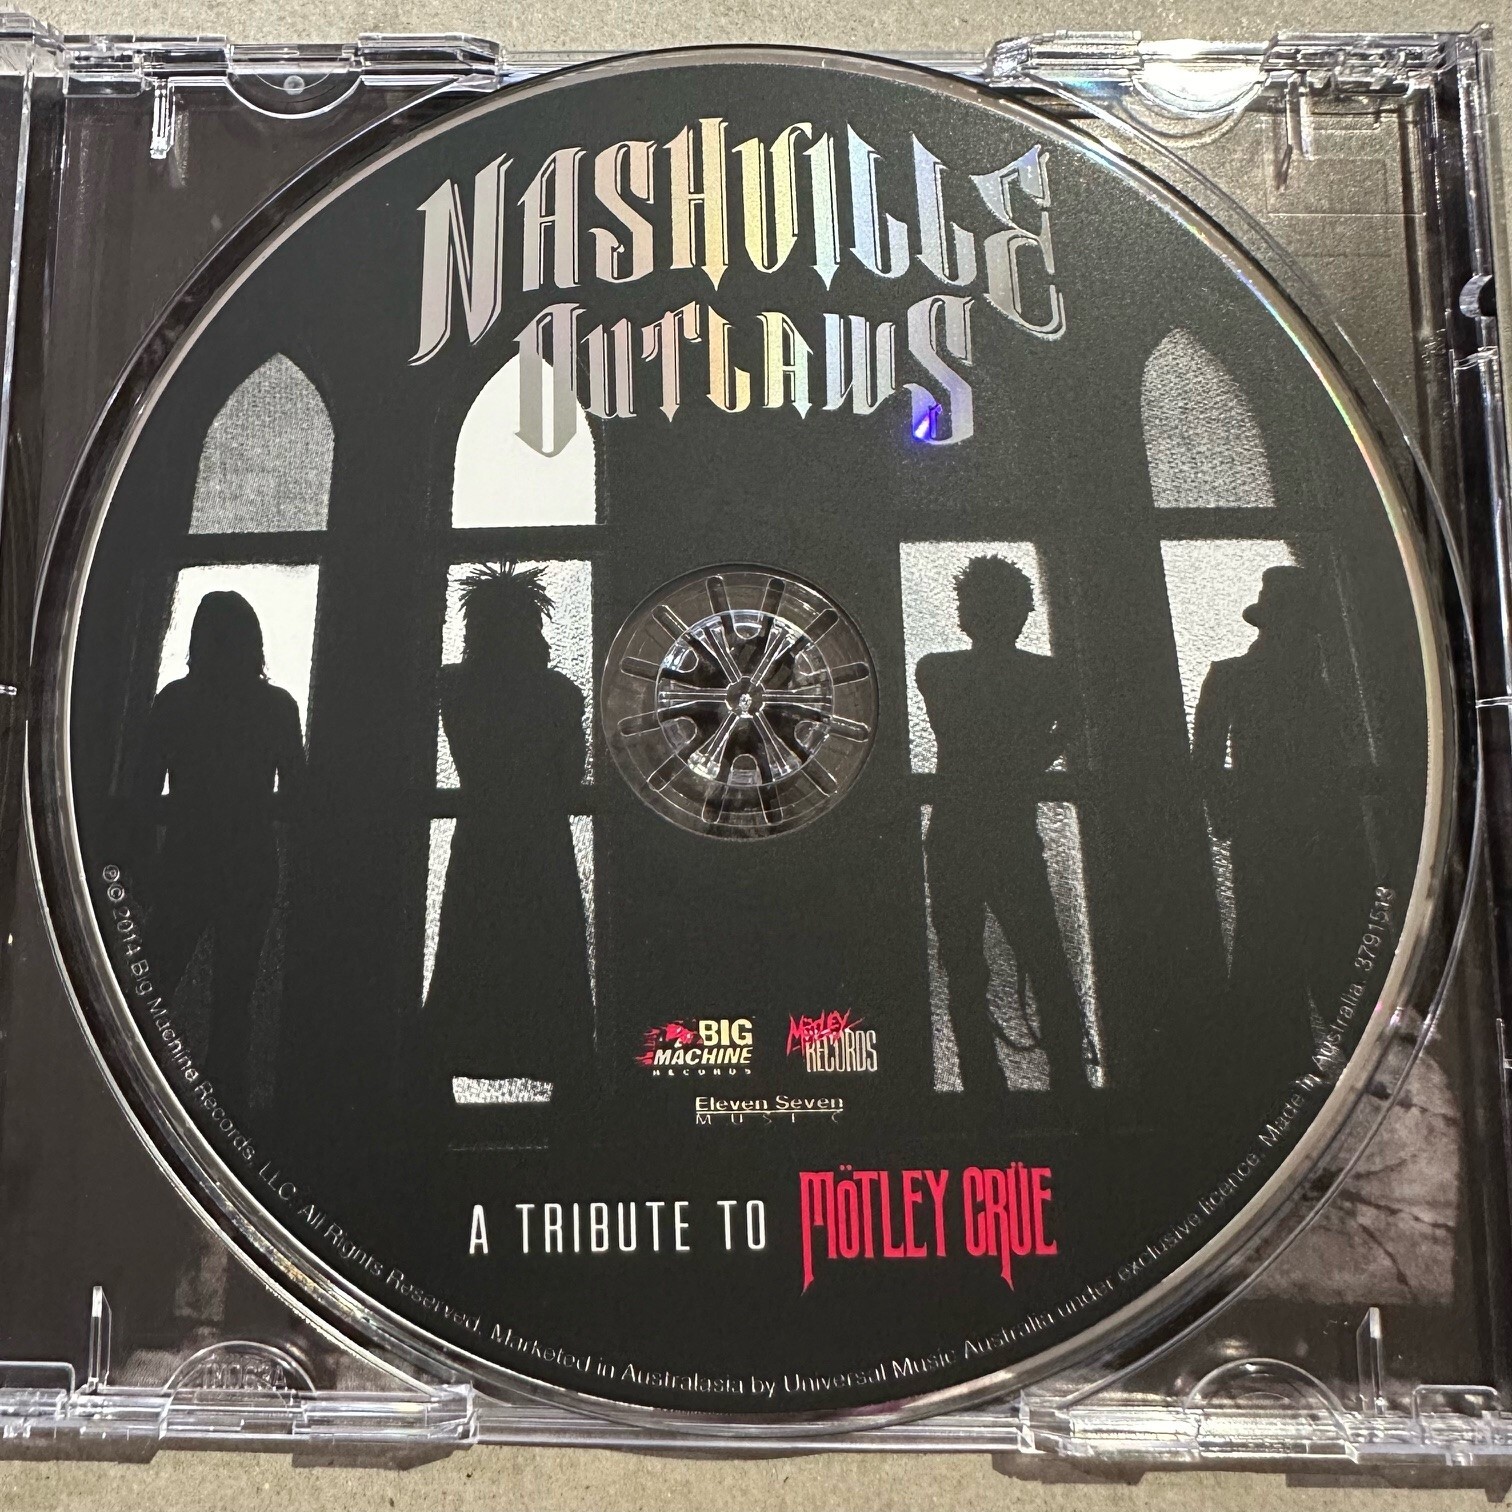 NASHVILLE
OUTLAWS
BIG
MACHINE
RECORDS
MÖTLEY
RECORDS
Eleven Seven
MUSIC
A TRIBUTE TO MÖTLEY CRÜE
℗© 2014 Big Machine Records, LLC. All Rights Reserved. Marketed in Australasia by Universal Music Australia under exclusive licence. Made in Australia. 3791513